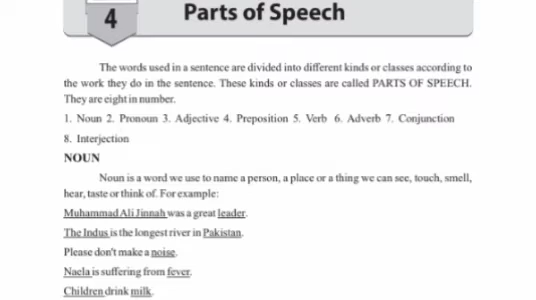 4
Parts of Speech
The words used in a sentence are divided into different kinds or classes according to
the work they do in the sentence. These kinds or classes are called PARTS OF SPEECH.
They are eight in number.
1. Noun 2. Pronoun 3. Adjective 4. Preposition 5. Verb 6. Adverb 7. Conjunction
8. Interjection
NOUN
Noun is a word we use to name a person, a place or a thing we can see, touch, smell,
hear, taste or think of. For example:
Muhammad Ali Jinnah was a great leader.
The Indus is the longest river in Pakistan.
Please don't make a noise.
Naela is suffering from fever.
Children drink milk.